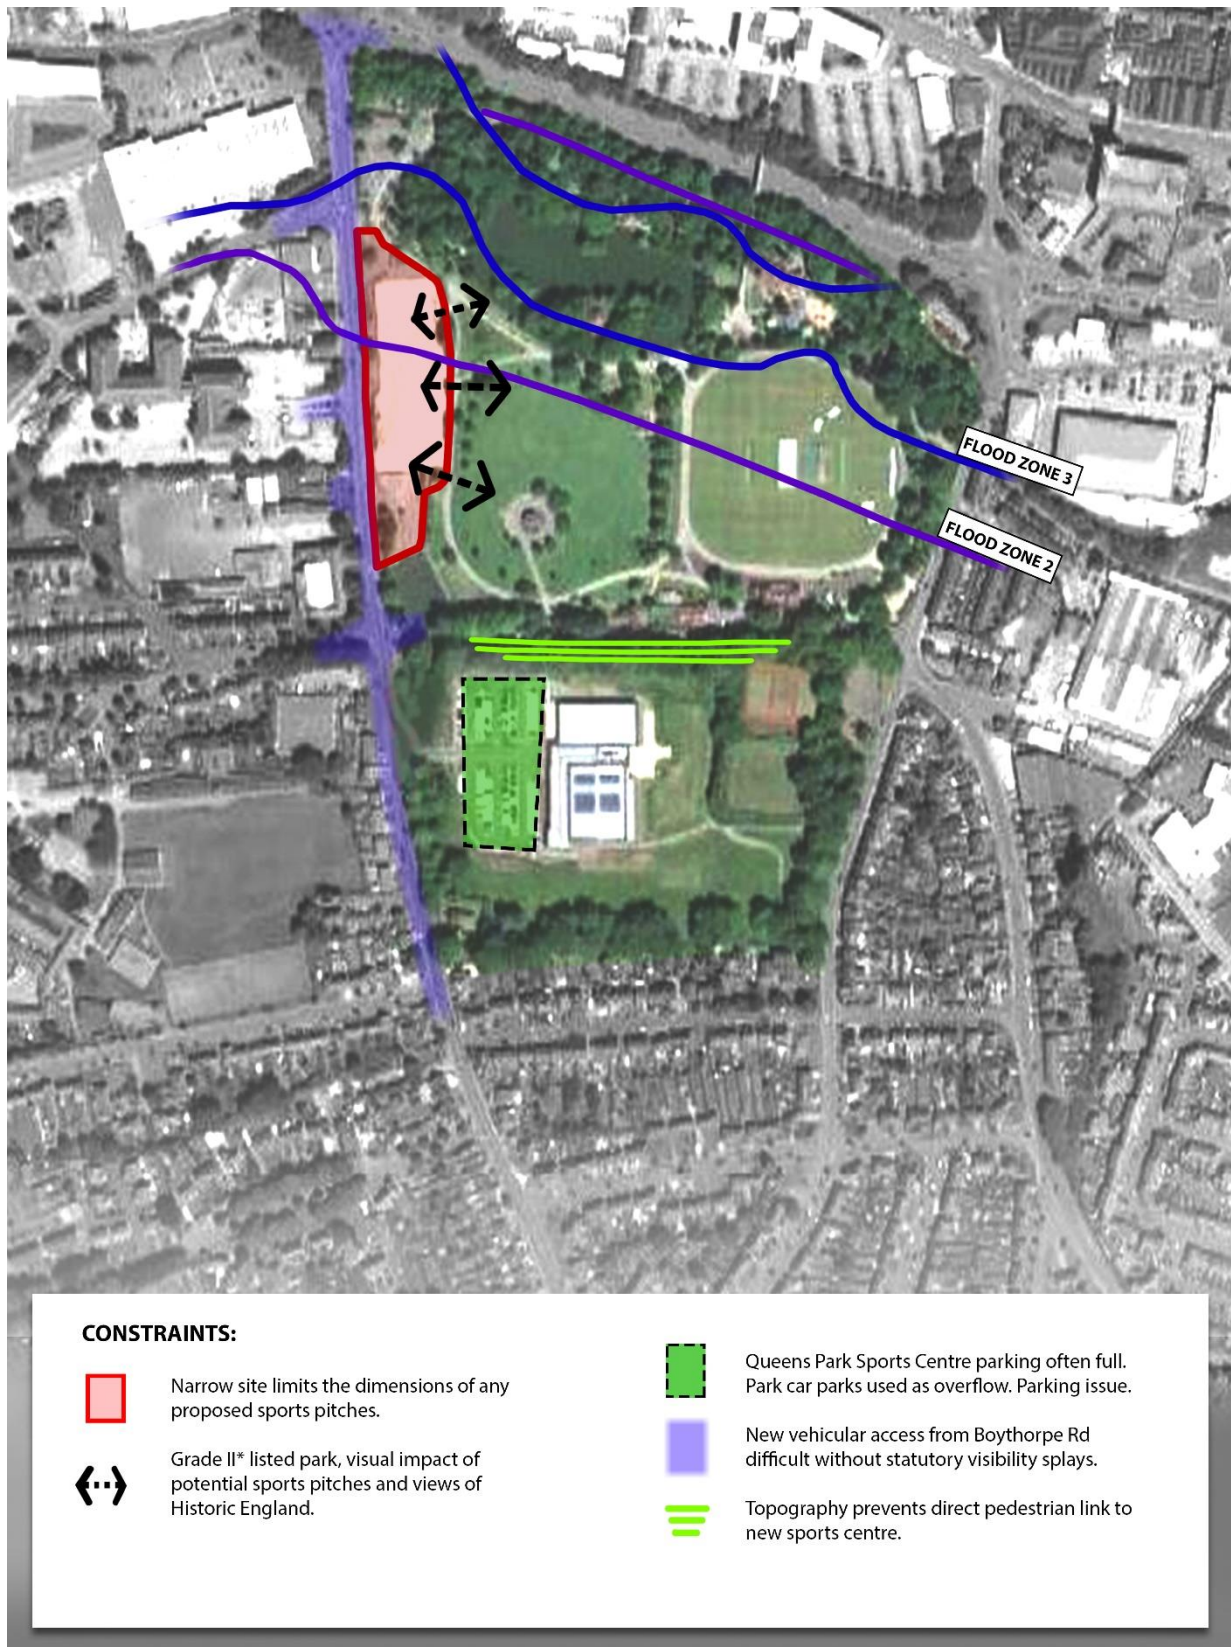 FLOOD ZONE 3
FLOOD ZONE 2
CONSTRAINTS:
Narrow site limits the dimensions of any
proposed sports pitches.
Grade II* listed park, visual impact of
potential sports pitches and views of
Historic England.
Queens Park Sports Centre parking often full.
Park car parks used as overflow. Parking issue.
New vehicular access from Boythorpe Rd
difficult without statutory visibility splays.
Topography prevents direct pedestrian link to
new sports centre.